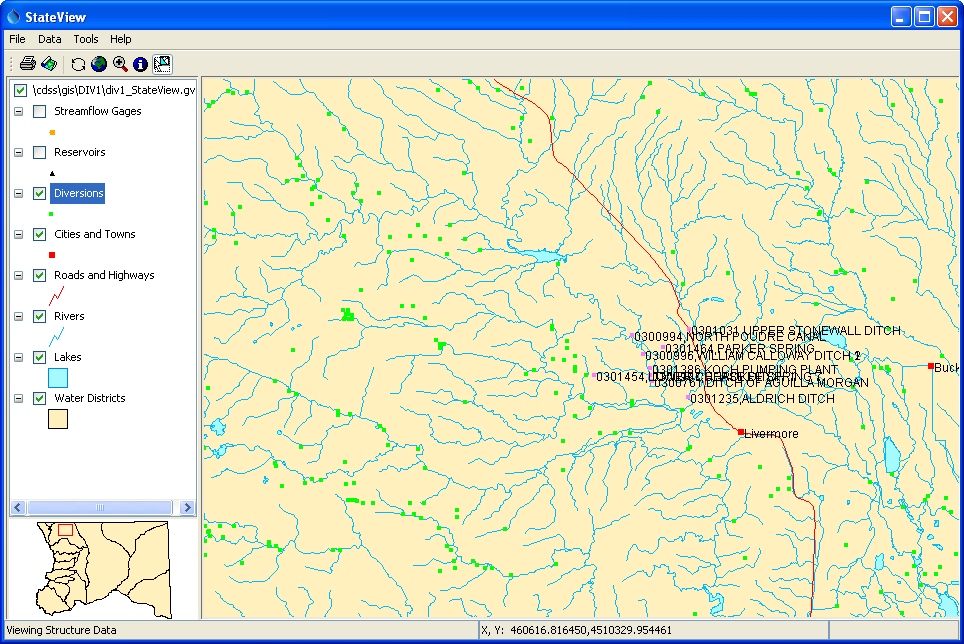 StateView
File Data Tools Help
\cdss\gis\DIV1\div1_StateView.gv
Streamflow Gages
Reservoirs
Diversions
Cities and Towns
Roads and Highways
Rivers
Lakes
Water Districts
0301031,UPPER STONEWALL DITCH
0300994,NORTH POUDRE CANAL
0301464,PARKER SPRING
0300996,WILLIAM CALLOWAY DITCH
0301386,KOCH PUMPING PLANT
0301454,
0300761,DITCH OF AGUILLA MORGAN
0301235,ALDRICH DITCH
Buck
Livermore
Viewing Structure Data
X, Y: 460616.816450,4510329.954461